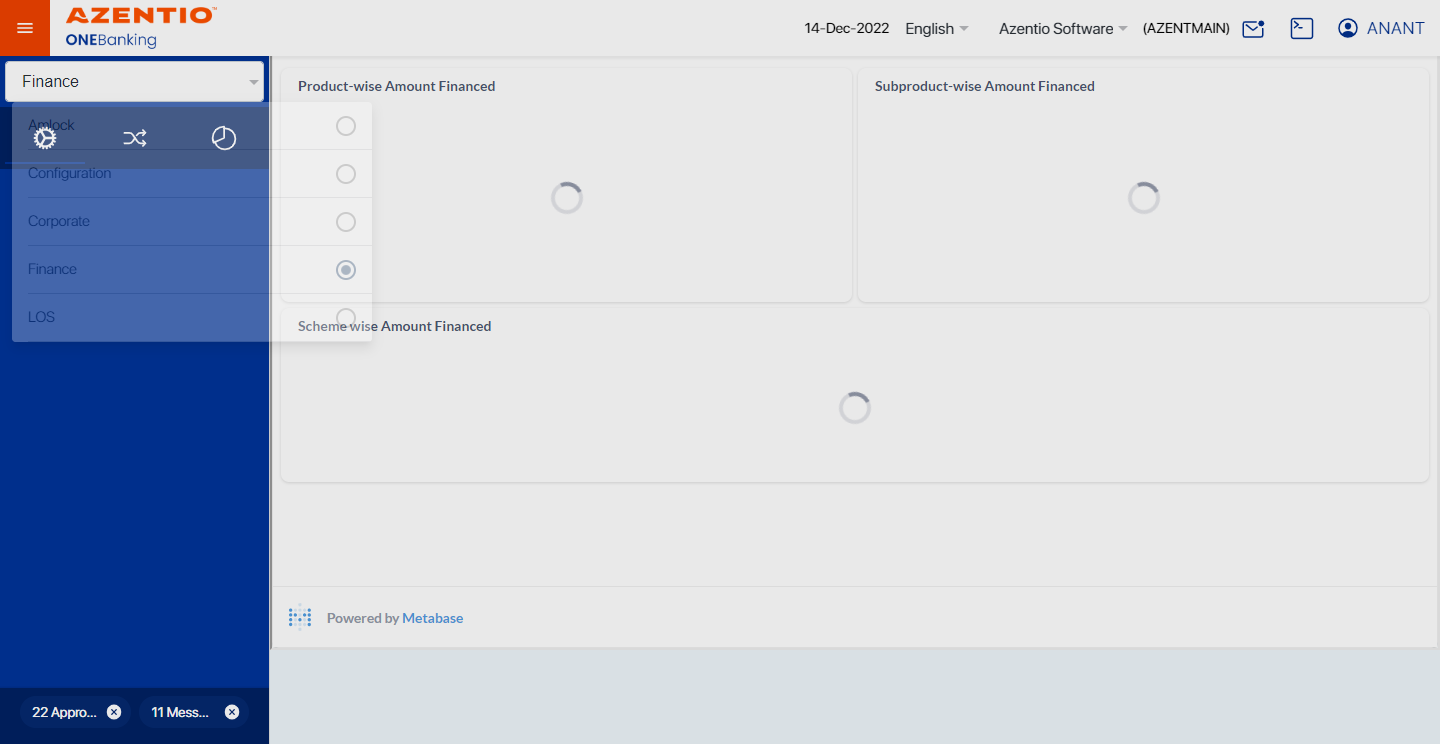 AZENTIO™
ONEBanking
14-Dec-2022
English
Azentio Software
(AZENTMAIN)
ANANT
Finance
Amlock
Configuration
Corporate
Finance
LOS
Product-wise Amount Financed
Subproduct-wise Amount Financed
Scheme wise Amount Financed
Powered by Metabase
22 Appro...
11 Mess...